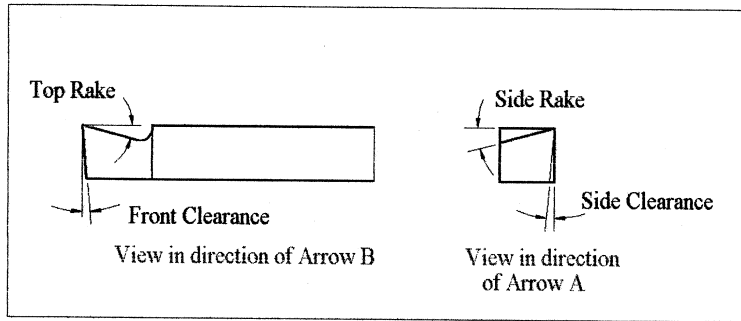 Top Rake
Side Rake
Front Clearance
Side Clearance
View in direction of Arrow B
View in direction
of Arrow A